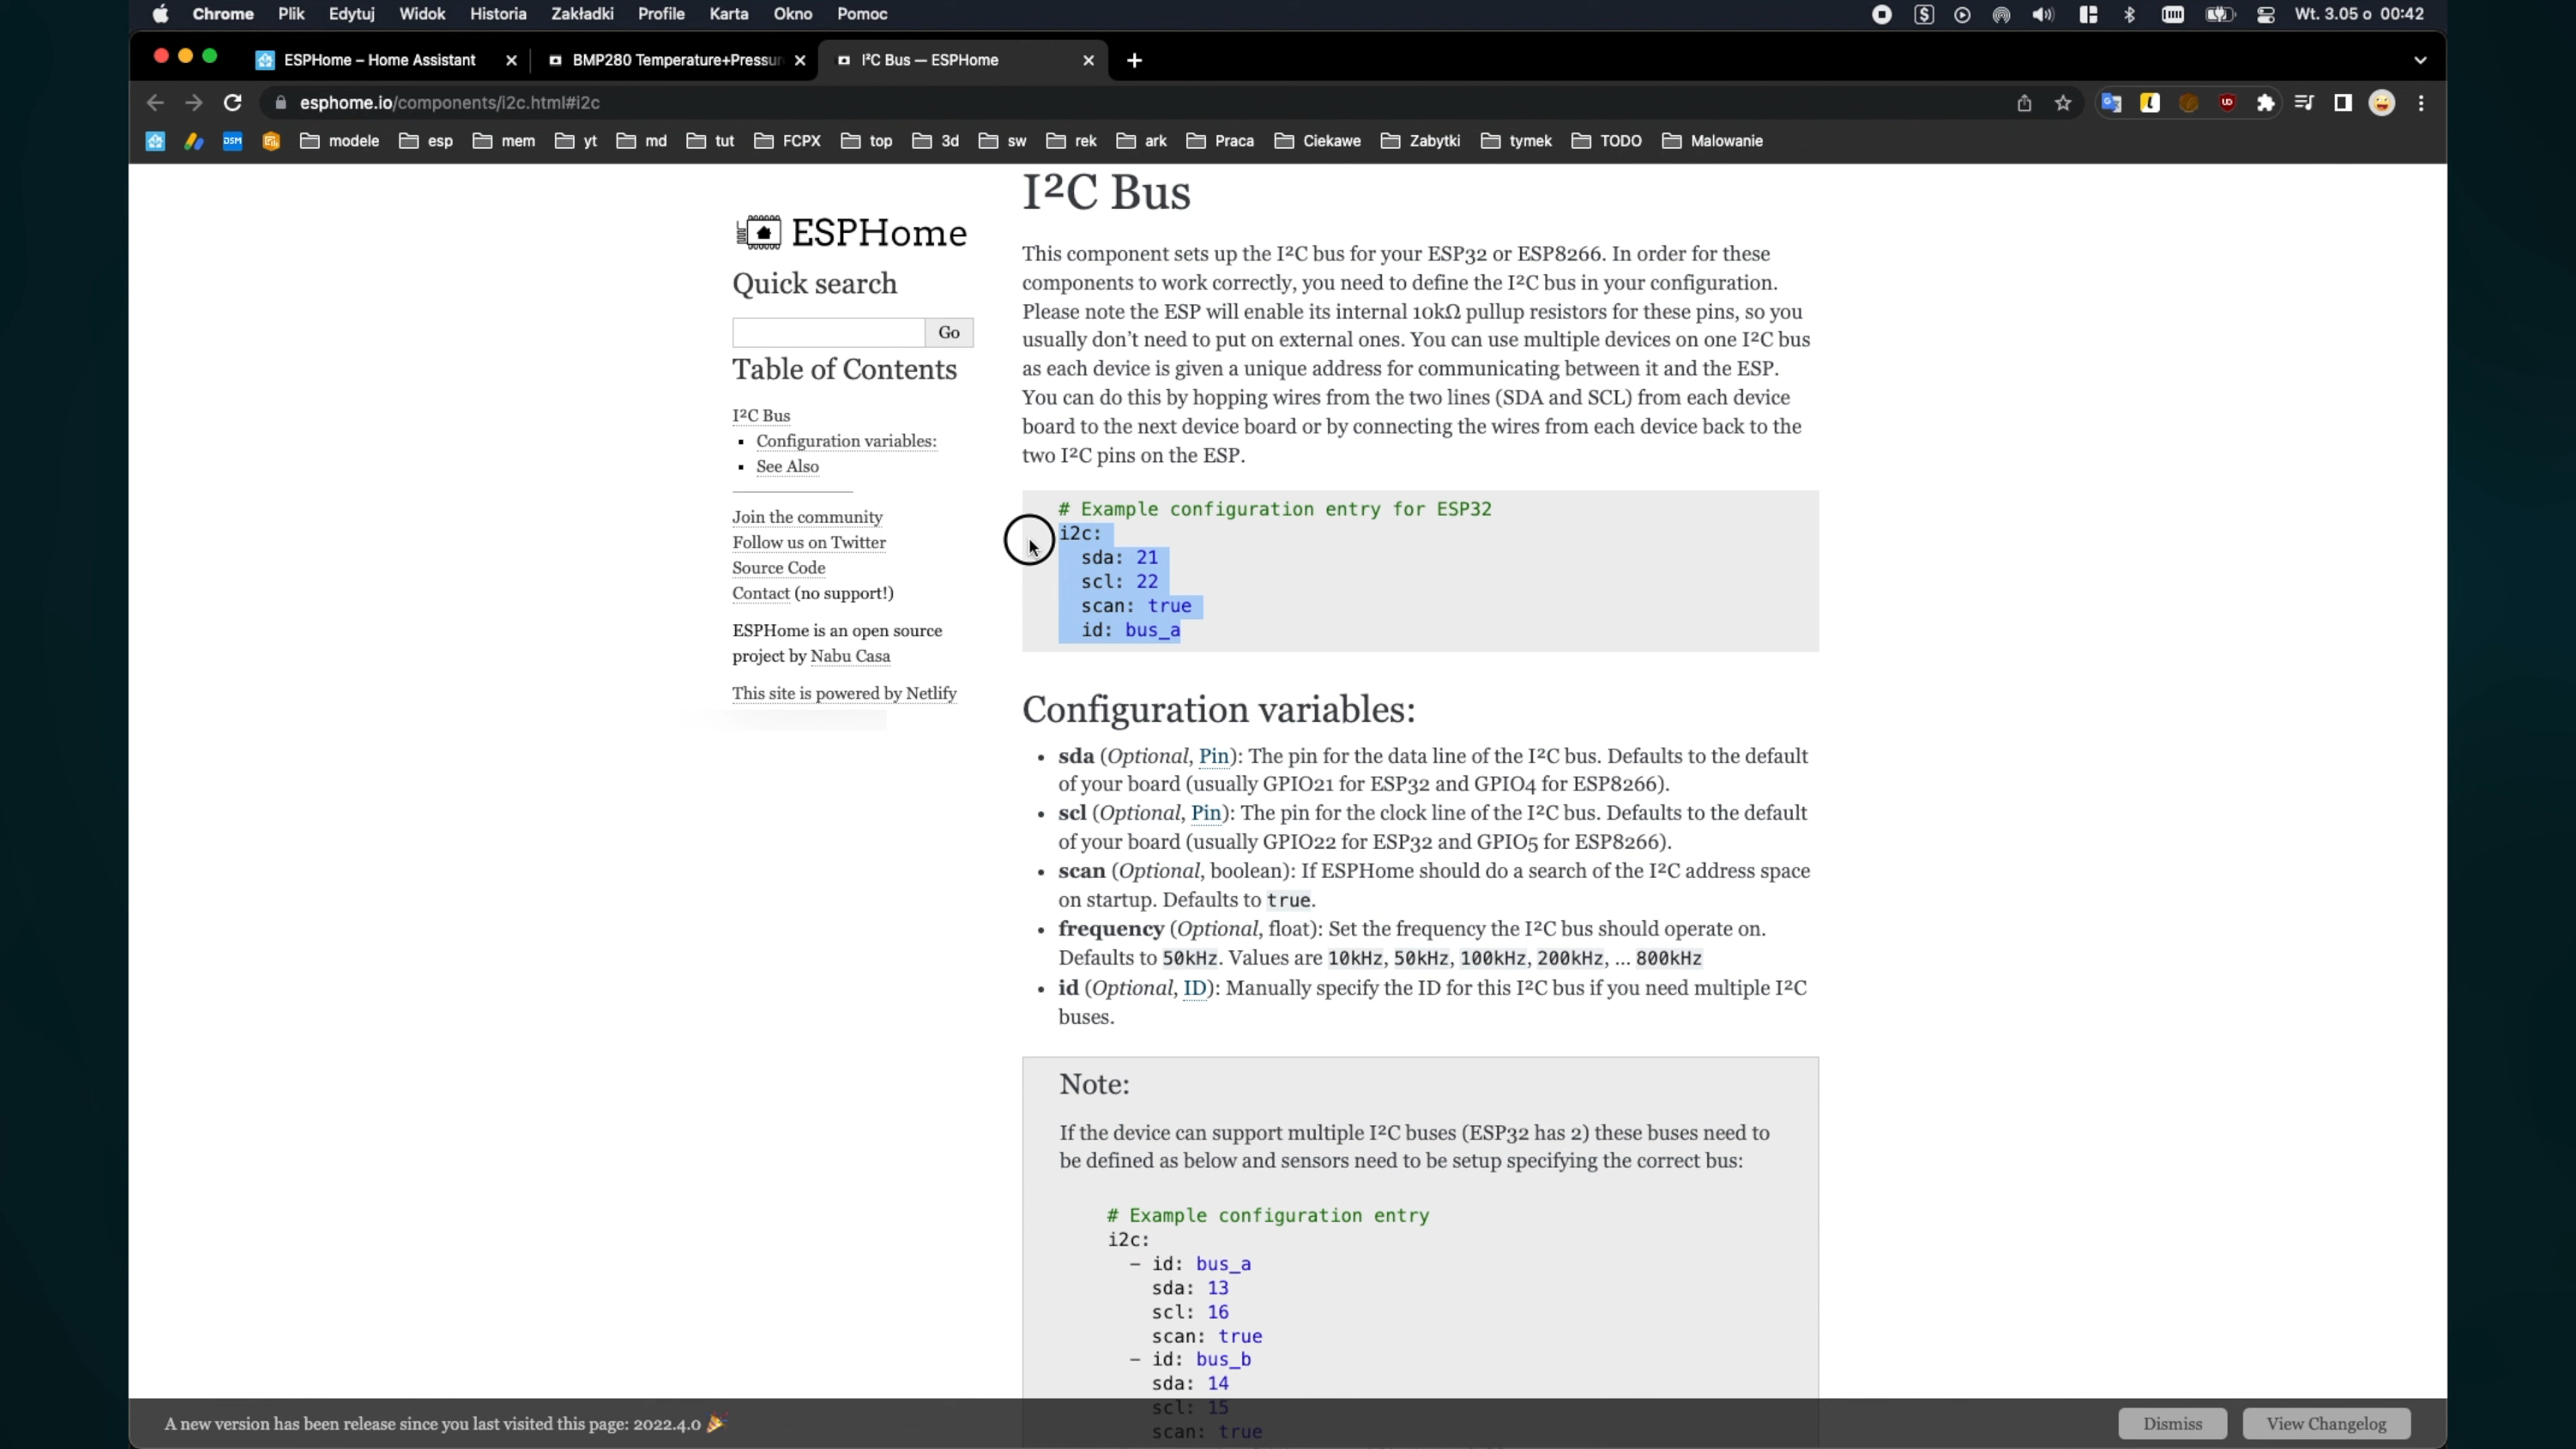 Chrome Plik Edytuj Widok Historia Zakładki Profile Karta Okno Pomoc Wt. 3.05 o 00:42
ESPHome – Home Assistant BMP280 Temperature+Pressur I²C Bus — ESPHome
esphome.io/components/i2c.html#i2c
DSM modele esp mem yt md tut FCPX top 3d sw rek ark Praca Ciekawe Zabytki tymek TODO Malowanie
ESPHome
Quick search
Go
Table of Contents
I²C Bus
Configuration variables:
See Also
Join the community
Follow us on Twitter
Source Code
Contact (no support!)
ESPHome is an open source
project by Nabu Casa
This site is powered by Netlify
I²C Bus
This component sets up the I²C bus for your ESP32 or ESP8266. In order for these
components to work correctly, you need to define the I²C bus in your configuration.
Please note the ESP will enable its internal 10kΩ pullup resistors for these pins, so you
usually don’t need to put on external ones. You can use multiple devices on one I²C bus
as each device is given a unique address for communicating between it and the ESP.
You can do this by hopping wires from the two lines (SDA and SCL) from each device
board to the next device board or by connecting the wires from each device back to the
two I²C pins on the ESP.
# Example configuration entry for ESP32
i2c:
sda: 21
scl: 22
scan: true
id: bus_a
Configuration variables:
• sda (Optional, Pin): The pin for the data line of the I²C bus. Defaults to the default
of your board (usually GPIO21 for ESP32 and GPIO4 for ESP8266).
• scl (Optional, Pin): The pin for the clock line of the I²C bus. Defaults to the default
of your board (usually GPIO22 for ESP32 and GPIO5 for ESP8266).
• scan (Optional, boolean): If ESPHome should do a search of the I²C address space
on startup. Defaults to true.
• frequency (Optional, float): Set the frequency the I²C bus should operate on.
Defaults to 50kHz. Values are 10kHz, 50kHz, 100kHz, 200kHz, ... 800kHz
• id (Optional, ID): Manually specify the ID for this I²C bus if you need multiple I²C
buses.
Note:
If the device can support multiple I²C buses (ESP32 has 2) these buses need to
be defined as below and sensors need to be setup specifying the correct bus:
# Example configuration entry
i2c:
- id: bus_a
sda: 13
scl: 16
scan: true
- id: bus_b
sda: 14
scl: 15
scan: true
A new version has been release since you last visited this page: 2022.4.0 🎉 Dismiss View Changelog